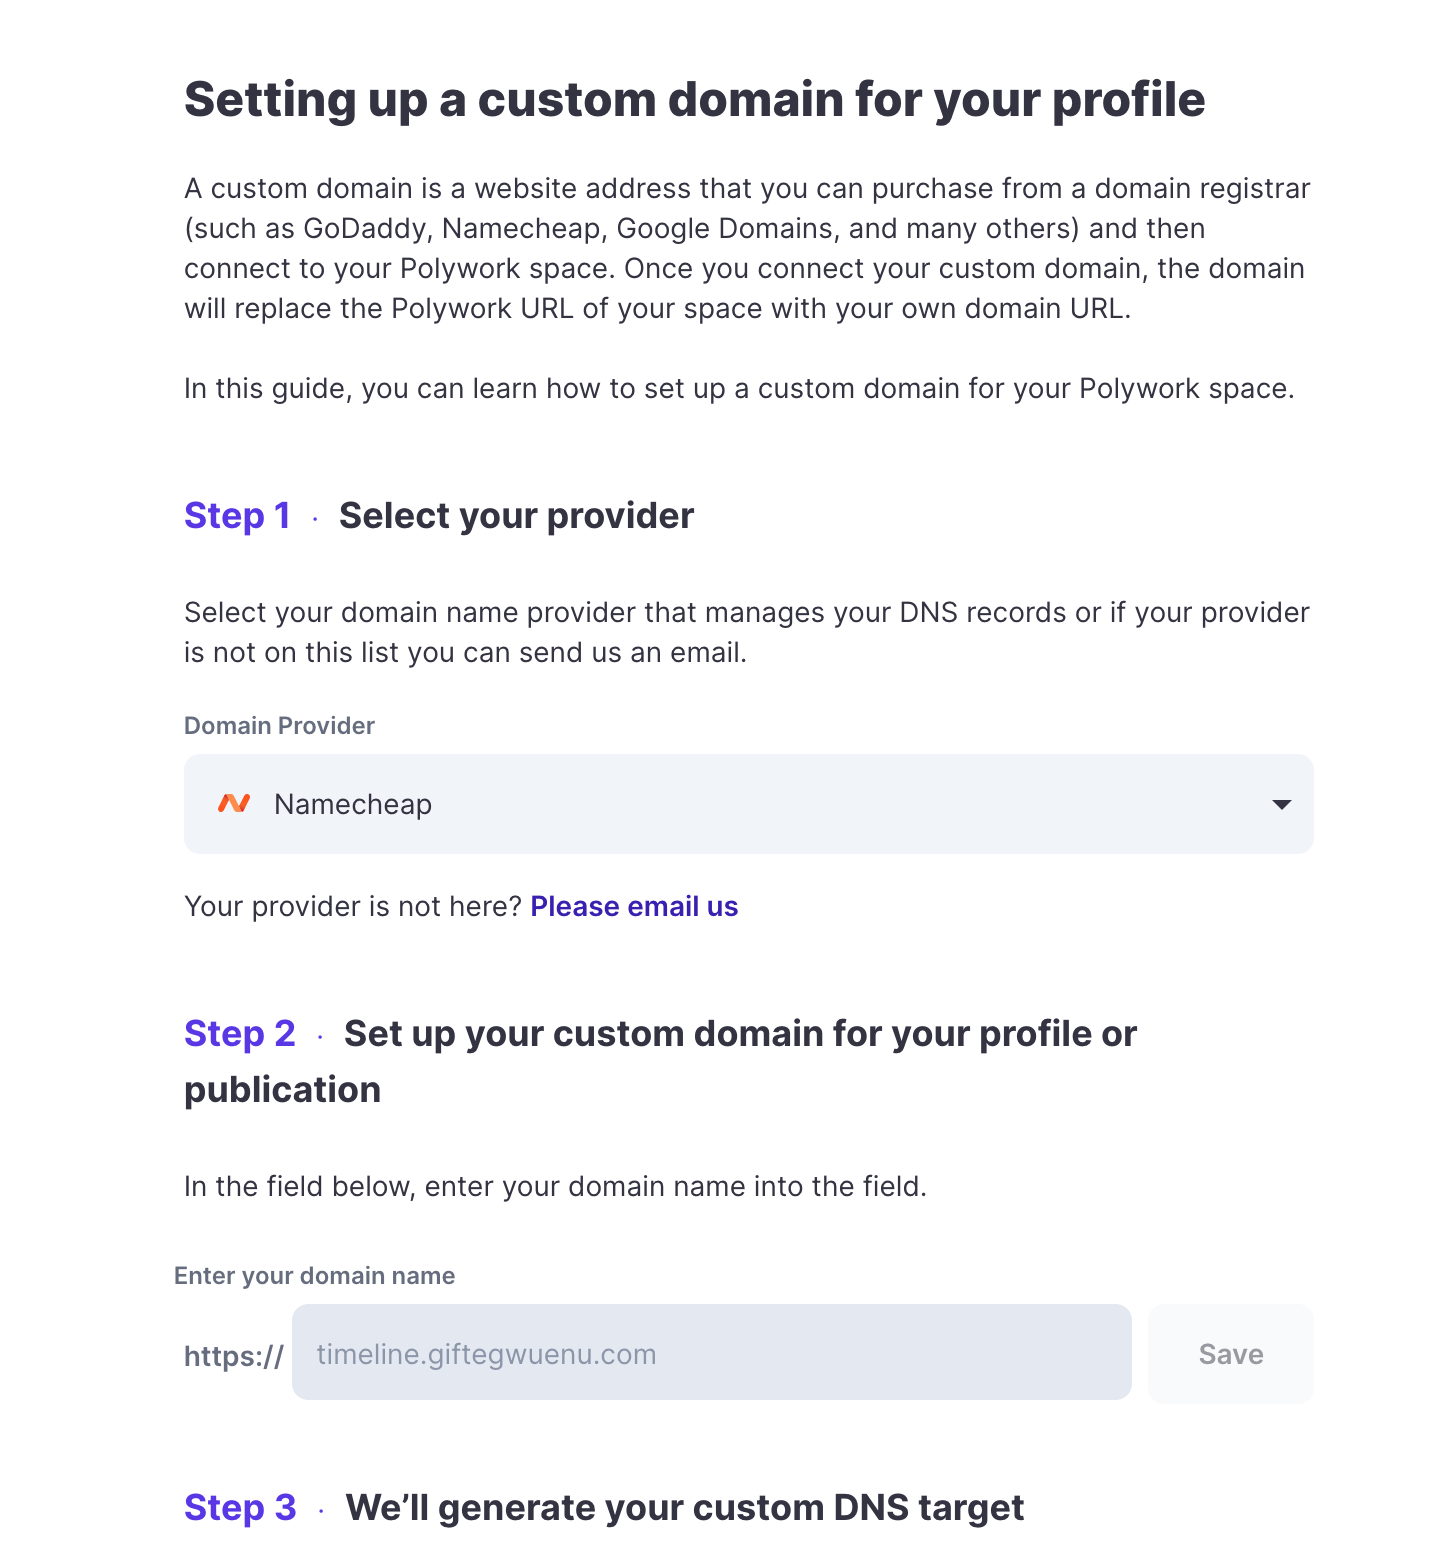 Setting up a custom domain for your profile
A custom domain is a website address that you can purchase from a domain registrar
(such as GoDaddy, Namecheap, Google Domains, and many others) and then
connect to your Polywork space. Once you connect your custom domain, the domain
will replace the Polywork URL of your space with your own domain URL.
In this guide, you can learn how to set up a custom domain for your Polywork space.
Step 1 · Select your provider
Select your domain name provider that manages your DNS records or if your provider
is not on this list you can send us an email.
Domain Provider
Namecheap
Your provider is not here? Please email us
Step 2 · Set up your custom domain for your profile or
publication
In the field below, enter your domain name into the field.
Enter your domain name
https:// timeline.giftegwuenu.com Save
Step 3 · We’ll generate your custom DNS target